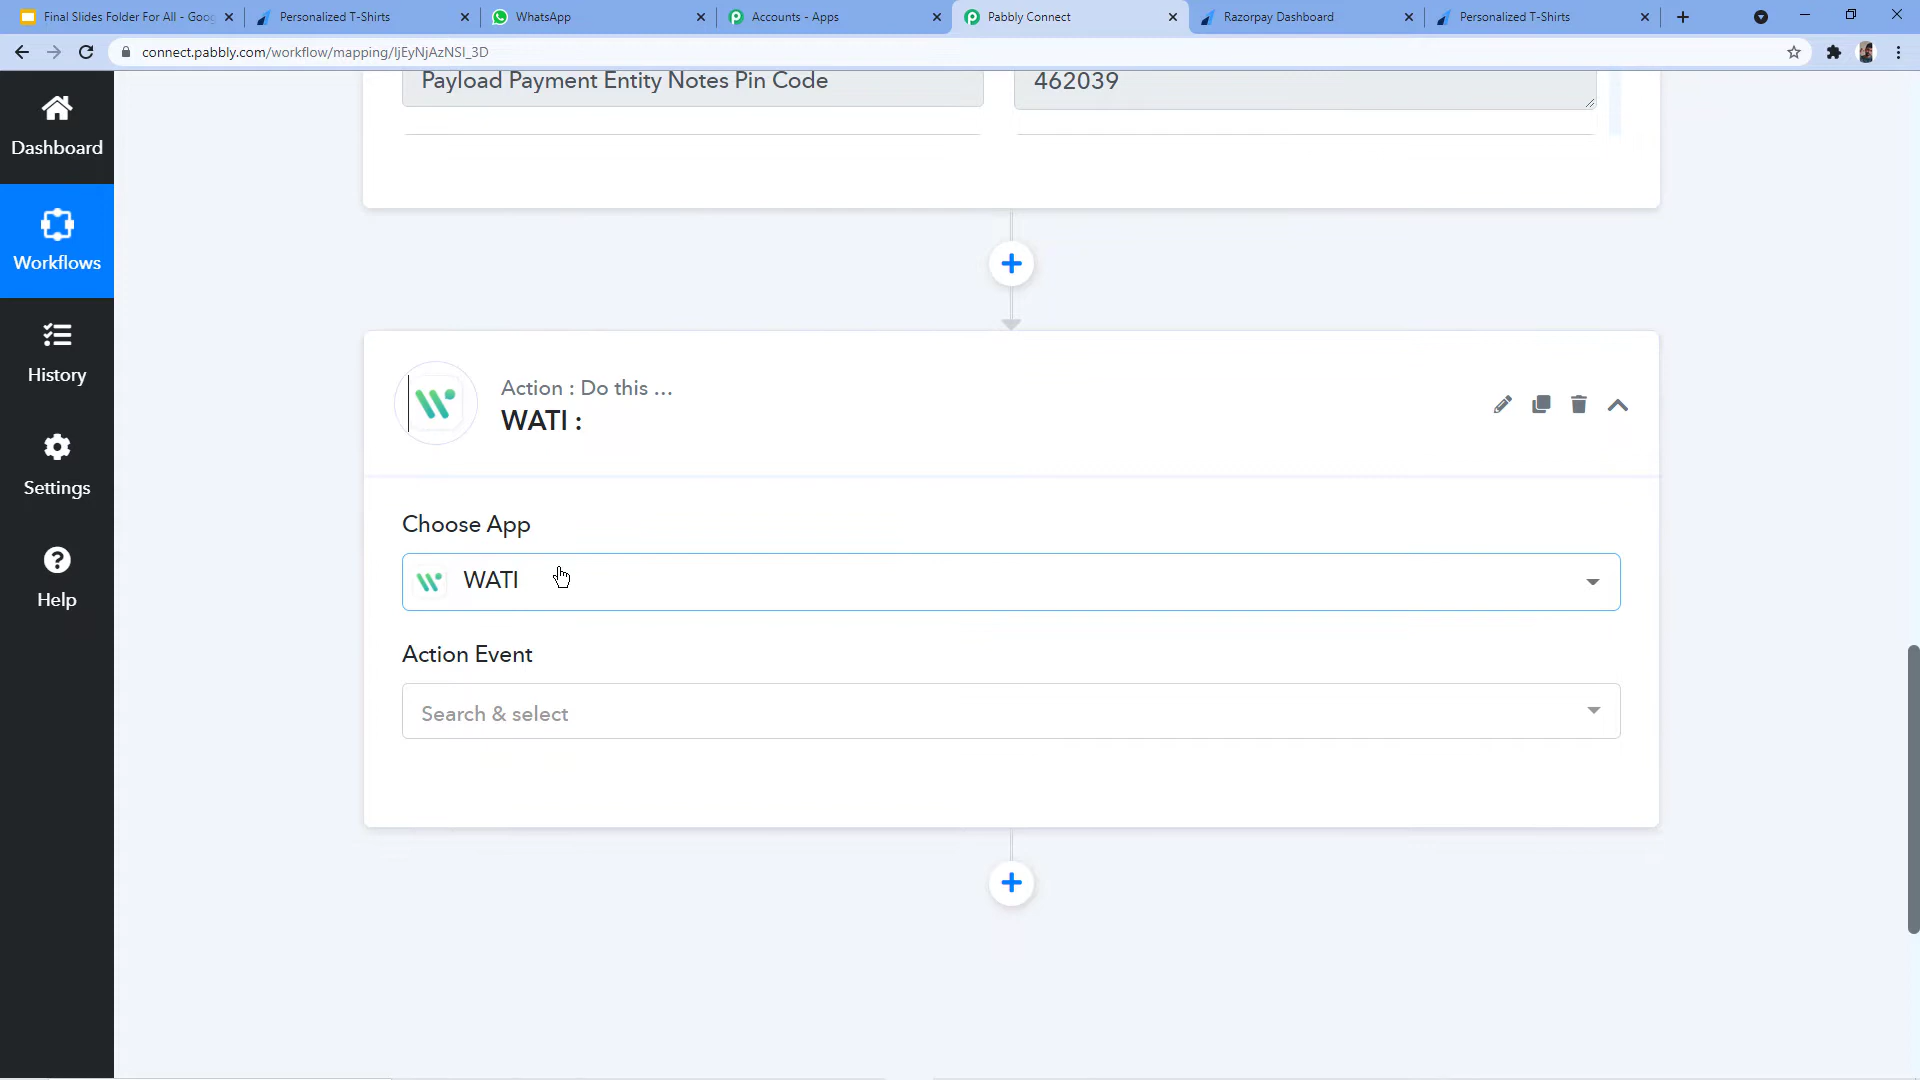 Final Slides Folder For All - Goo
Personalized T-Shirts
WhatsApp
Accounts - Apps
Pabbly Connect
Razorpay Dashboard
Personalized T-Shirts
connect.pabbly.com/workflow/mapping/IjEyNjAzNSI_3D
Dashboard
Workflows
History
Settings
Help
Payload Payment Entity Notes Pin Code
462039
Action : Do this ...
WATI :
Choose App
WATI
Action Event
Search & select